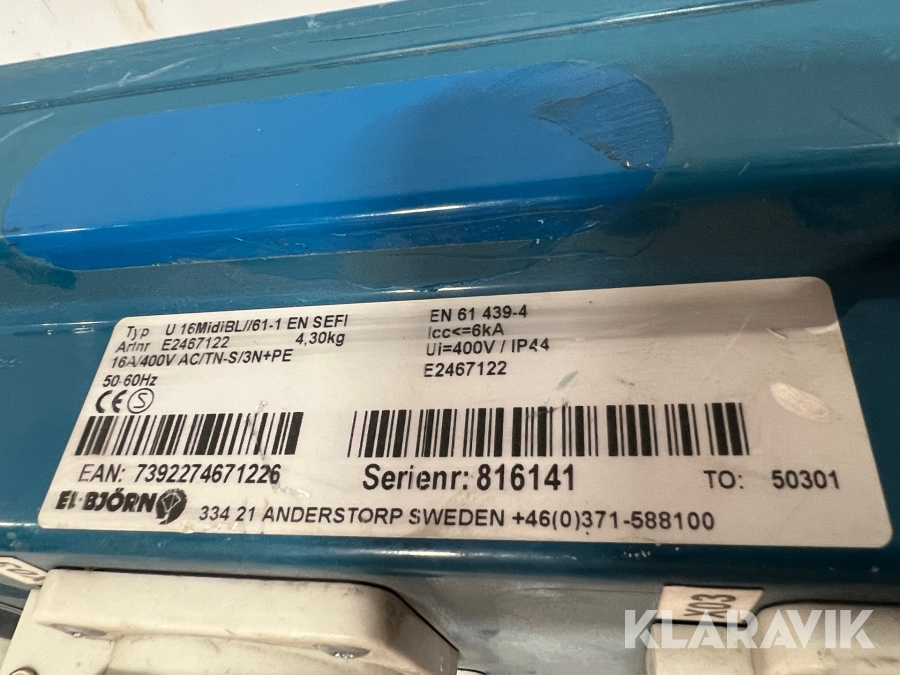 Typ U 16MidiBL//61-1 EN SEFI
Artnr E2467122 4,30kg
16A/400V AC/TN-S/3N+PE
50-60Hz
CE S
EN 61 439-4
Icc<=6kA
Ui=400V / IP44
E2467122
EAN: 7392274671226
Serienr: 816141
TO: 50301
EL-BJÖRN
334 21 ANDERSTORP SWEDEN +46(0)371-588100
X03
KLARAVIK